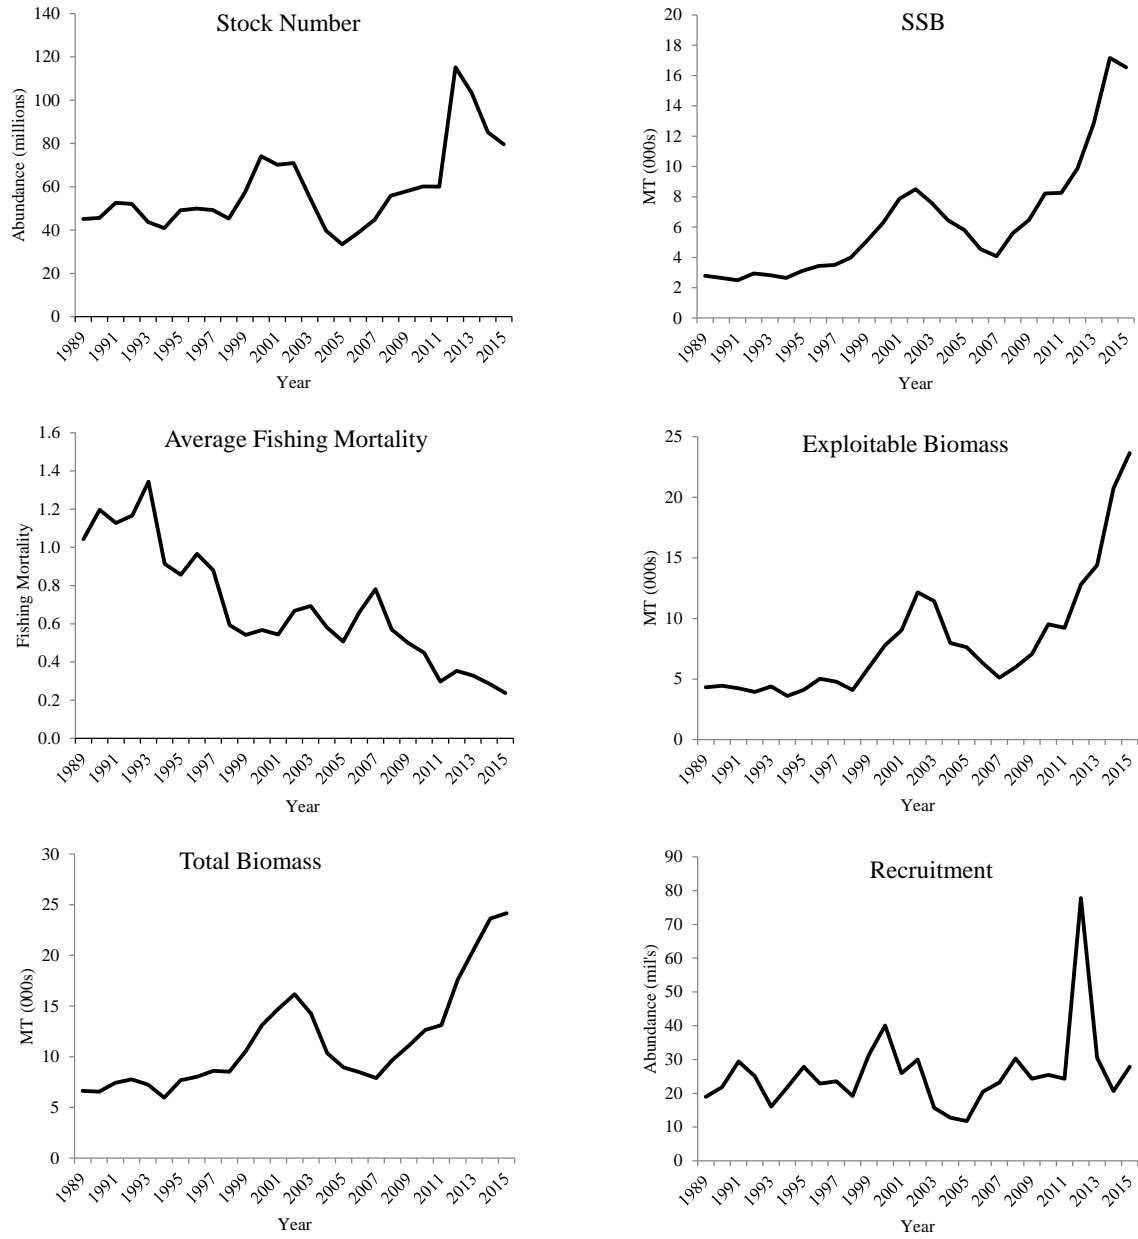 Stock Number
Abundance (millions)
140
120
100
80
60
40
20
0
1989 1991 1993 1995 1997 1999 2001 2003 2005 2007 2009 2011 2013 2015
Year
SSB
MT (000s)
20
18
16
14
12
10
8
6
4
2
0
1989 1991 1993 1995 1997 1999 2001 2003 2005 2007 2009 2011 2013 2015
Year
Average Fishing Mortality
Fishing Mortality
1.6
1.4
1.2
1.0
0.8
0.6
0.4
0.2
0.0
1989 1991 1993 1995 1997 1999 2001 2003 2005 2007 2009 2011 2013 2015
Year
Exploitable Biomass
MT (000s)
25
20
15
10
5
0
1989 1991 1993 1995 1997 1999 2001 2003 2005 2007 2009 2011 2013 2015
Year
Total Biomass
MT (000s)
30
25
20
15
10
5
0
1989 1991 1993 1995 1997 1999 2001 2003 2005 2007 2009 2011 2013 2015
Year
Recruitment
Abundance (mil's)
90
80
70
60
50
40
30
20
10
0
1989 1991 1993 1995 1997 1999 2001 2003 2005 2007 2009 2011 2013 2015
Year